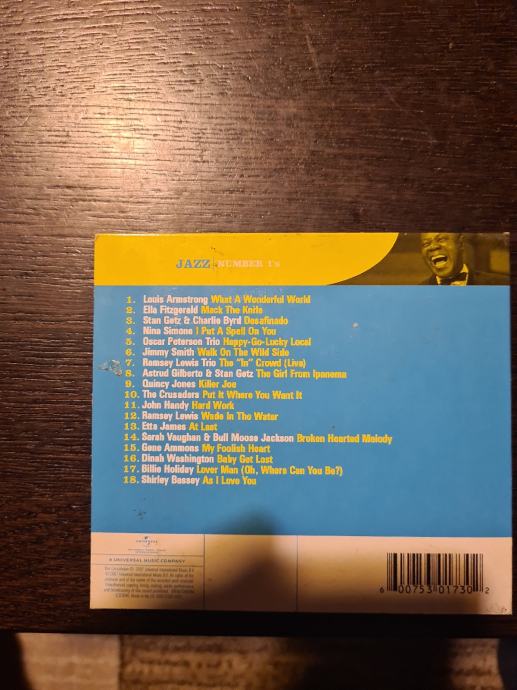 JAZZ NUMBER 1's
1. Louis Armstrong What A Wonderful World
2. Ella Fitzgerald Mack The Knife
3. Stan Getz & Charlie Byrd Desafinado
4. Nina Simone I Put A Spell On You
5. Oscar Peterson Trio Happy-Go-Lucky Local
6. Jimmy Smith Walk On The Wild Side
7. Ramsey Lewis Trio The "In" Crowd (Live)
8. Astrud Gilberto & Stan Getz The Girl From Ipanema
9. Quincy Jones Killer Joe
10. The Crusaders Put It Where You Want It
11. John Handy Hard Work
12. Ramsey Lewis Wade In The Water
13. Etta James At Last
14. Sarah Vaughan & Bull Moose Jackson Broken Hearted Melody
15. Gene Ammons My Foolish Heart
16. Dinah Washington Baby Get Lost
17. Billie Holiday Lover Man (Oh, Where Can You Be?)
18. Shirley Bassey As I Love You
UNIVERSAL
A UNIVERSAL MUSIC COMPANY
6 00753 01730 2